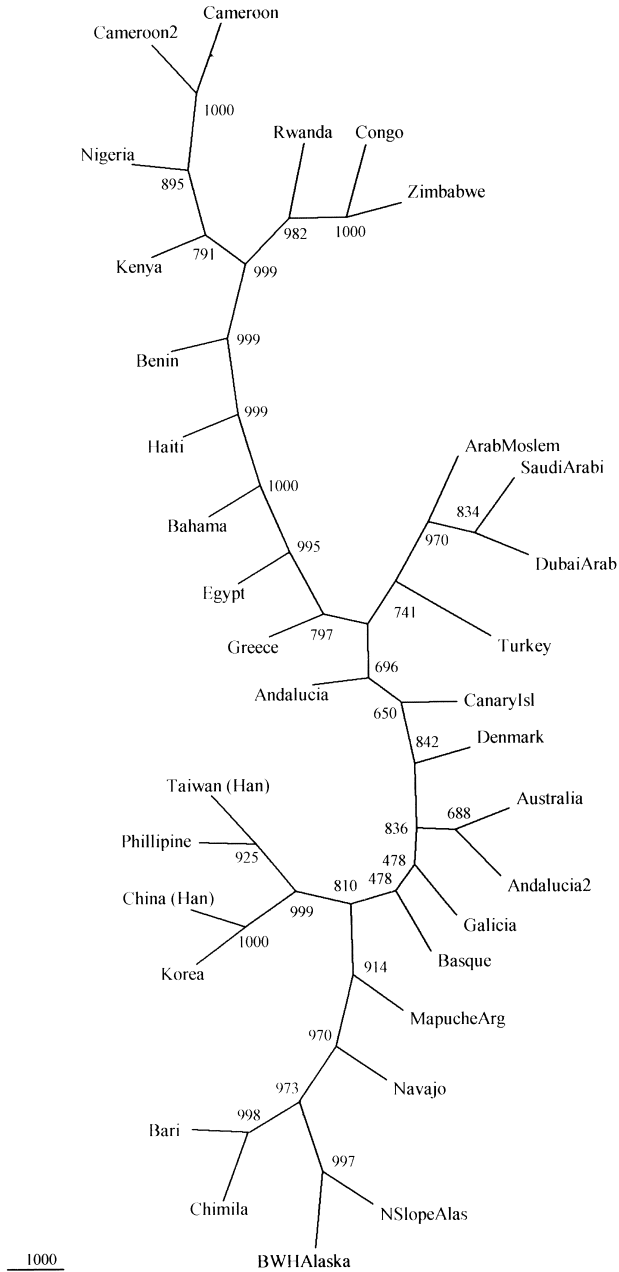 Cameroon
Cameroon2
1000
Rwanda
Congo
Nigeria
895
Zimbabwe
982
1000
Kenya
791
999
Benin
999
Haiti
999
ArabMoslem
SaudiArabi
1000
834
Bahama
970
995
DubaiArab
Egypt
741
Greece
797
Turkey
696
Andalucia
CanaryIsl
650
Denmark
842
Taiwan (Han)
Australia
688
Phillipine
836
925
478
478
Andalucia2
China (Han)
810
999
Galicia
1000
Basque
Korea
914
MapucheArg
970
Navajo
973
998
Bari
997
Chimila
NSlopeAlas
BWHAlaska
1000